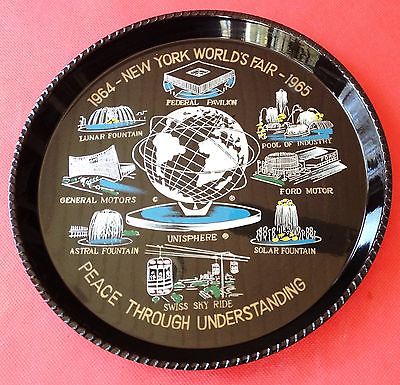 1964 - NEW YORK WORLD'S FAIR - 1965
FEDERAL PAVILION
LUNAR FOUNTAIN
POOL OF INDUSTRY
GENERAL MOTORS
©
®
FORD MOTOR
UNISPHERE ®
ASTRAL FOUNTAIN
SOLAR FOUNTAIN
SWISS SKY RIDE
PEACE THROUGH UNDERSTANDING